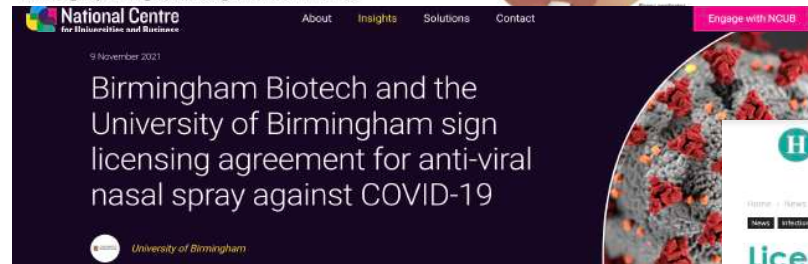 National Centre
for Universities and Business
About Insights Solutions Contact
Engage with NCUB
9 November 2021
Birmingham Biotech and the
University of Birmingham sign
licensing agreement for anti-viral
nasal spray against COVID-19
University of Birmingham
H
Home › News
News Infection
Lice